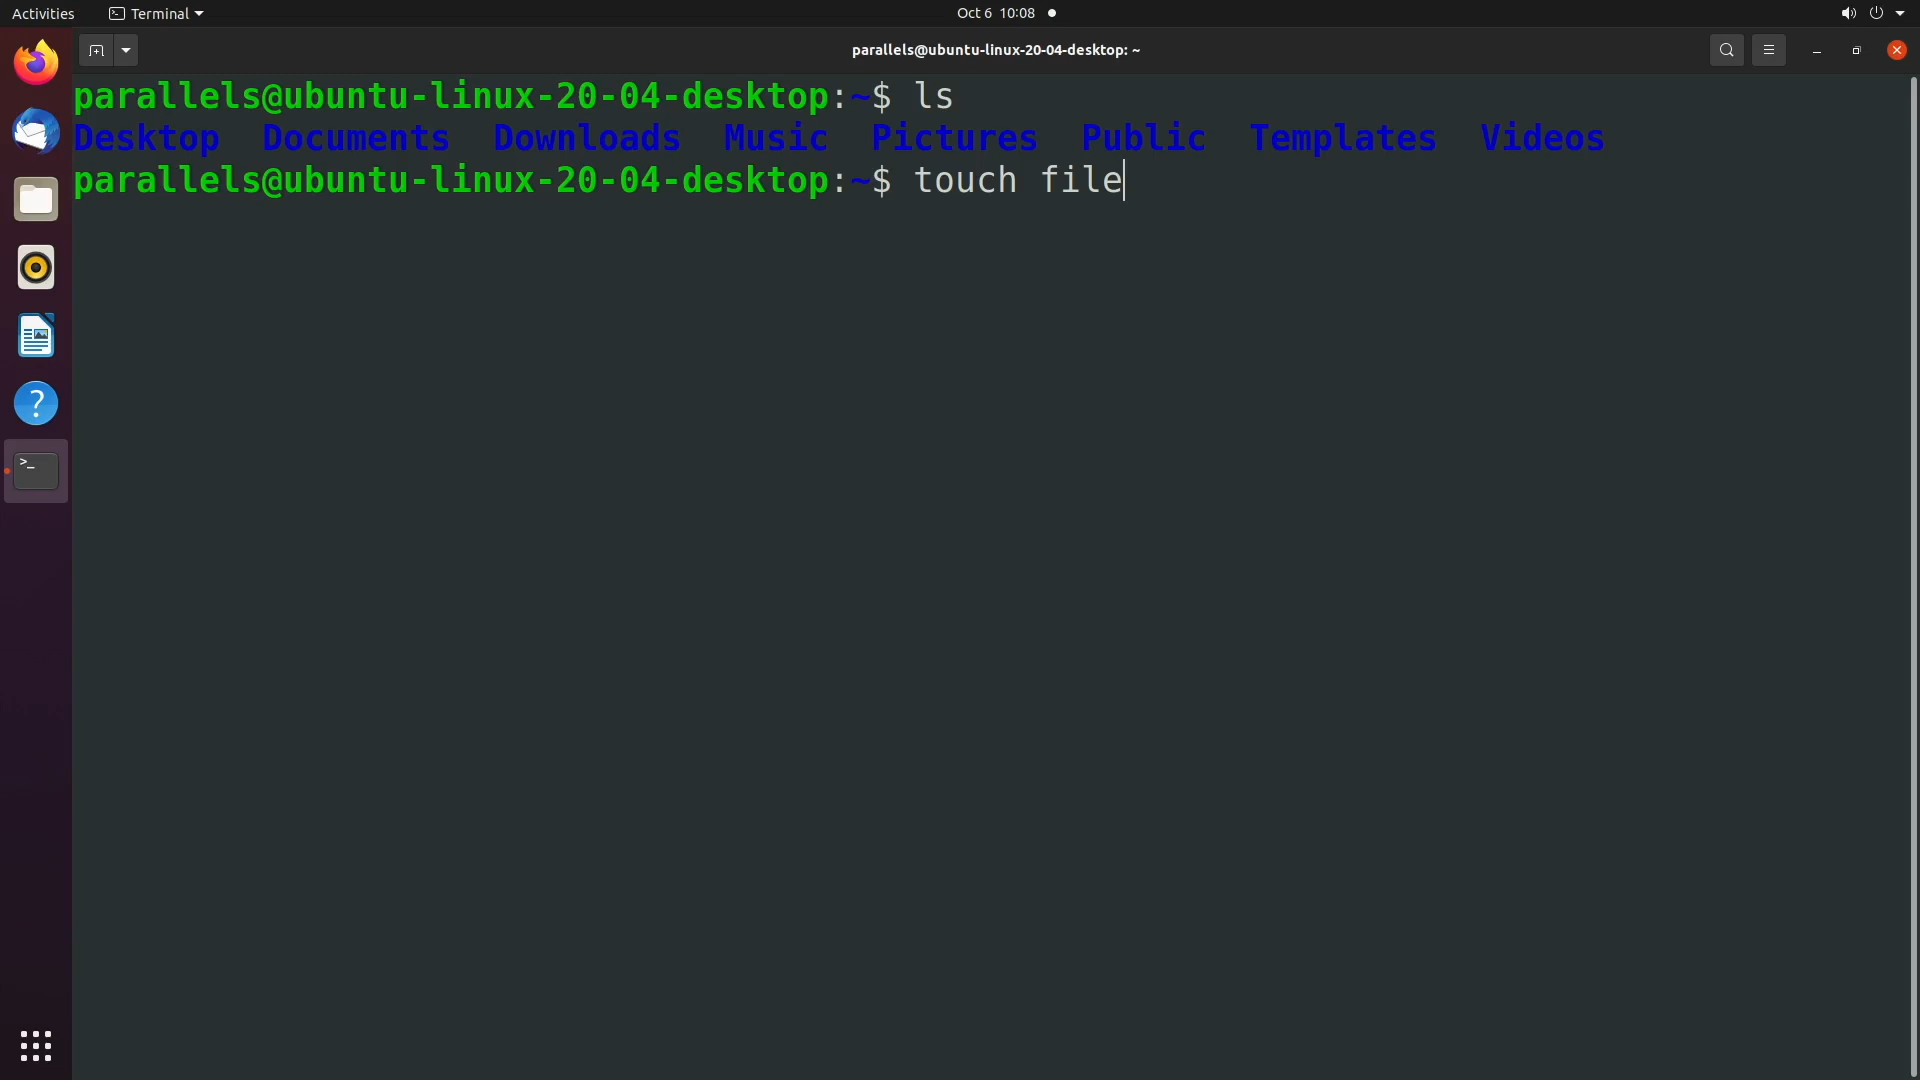 Activities Terminal Oct 6 10:08
parallels@ubuntu-linux-20-04-desktop: ~
parallels@ubuntu-linux-20-04-desktop:~$ ls
Desktop Documents Downloads Music Pictures Public Templates Videos
parallels@ubuntu-linux-20-04-desktop:~$ touch file
?
>_